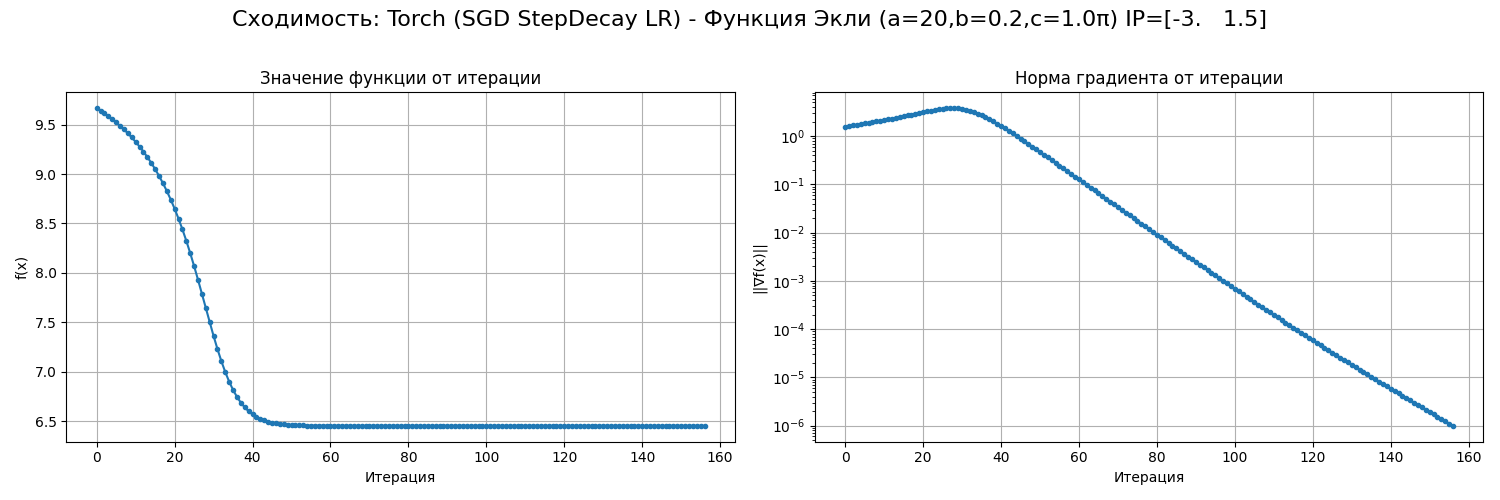 Сходимость: Torch (SGD StepDecay LR) - Функция Экли (a=20,b=0.2,c=1.0π) IP=[-3.   1.5]
Значение функции от итерации
f(x)
9.5
9.0
8.5
8.0
7.5
7.0
6.5
0 20 40 60 80 100 120 140 160
Итерация
Норма градиента от итерации
||∇f(x)||
10⁰
10⁻¹
10⁻²
10⁻³
10⁻⁴
10⁻⁵
10⁻⁶
0 20 40 60 80 100 120 140 160
Итерация